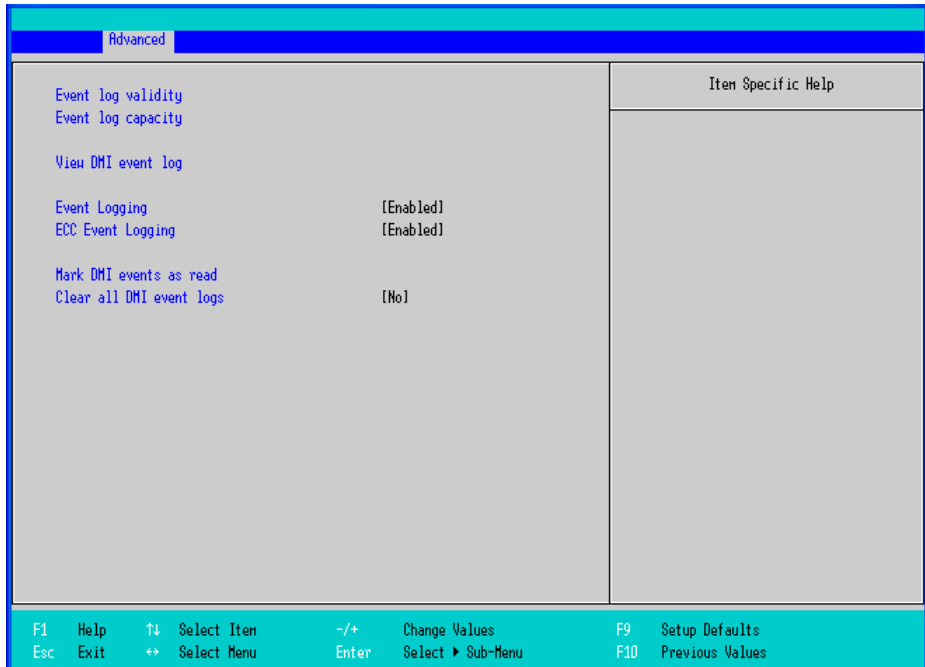 Advanced
Item Specific Help
Event log validity
Event log capacity
View DMI event log
Event Logging [Enabled]
ECC Event Logging [Enabled]
Mark DMI events as read
Clear all DMI event logs [No]
F1 Help ↑↓ Select Item -/+ Change Values F9 Setup Defaults
Esc Exit ↔ Select Menu Enter Select ▶ Sub-Menu F10 Previous Values